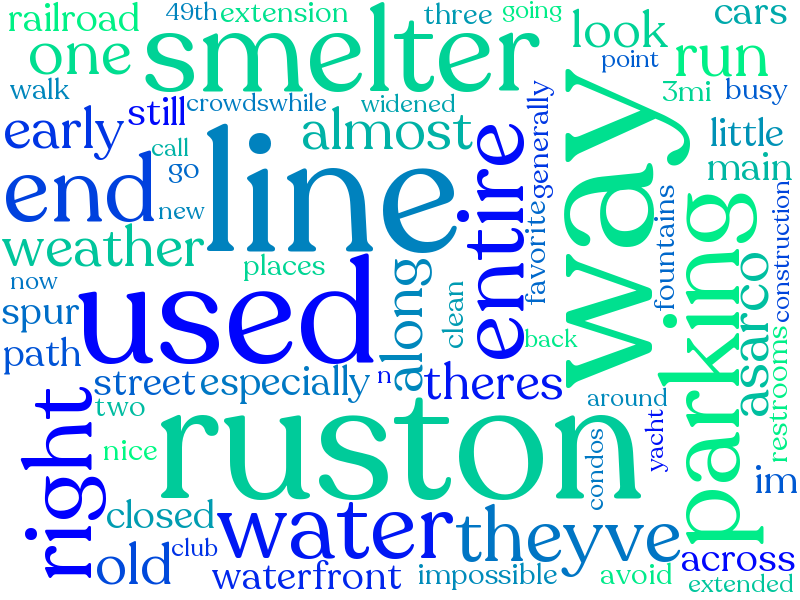 railroad 49th extension three going cars
one smelter look run
point
walk still crowdswhile widened 3mi busy
early almost generally little
call
end go line entire way main
new
weather places favorite fountains construction
now
spur used along clean parking asarco
path back restrooms
street especially n theres around
right two ruston yacht
nice condos im
closed water theyve
old club across
waterfront impossible avoid extended